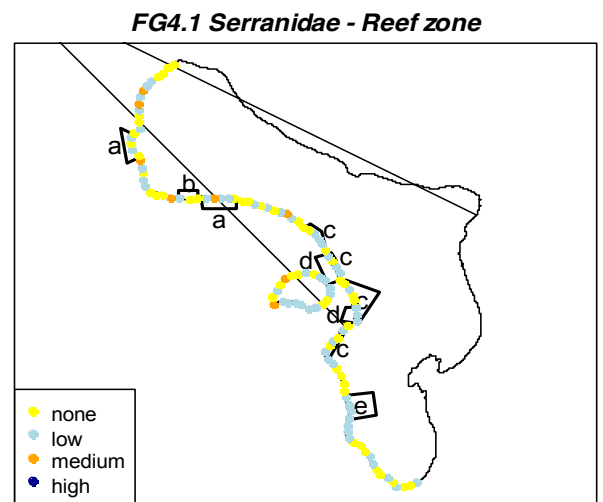 FG4.1 Serranidae - Reef zone
a
b
a
c
d
c
c
d
c
e
none
low
medium
high